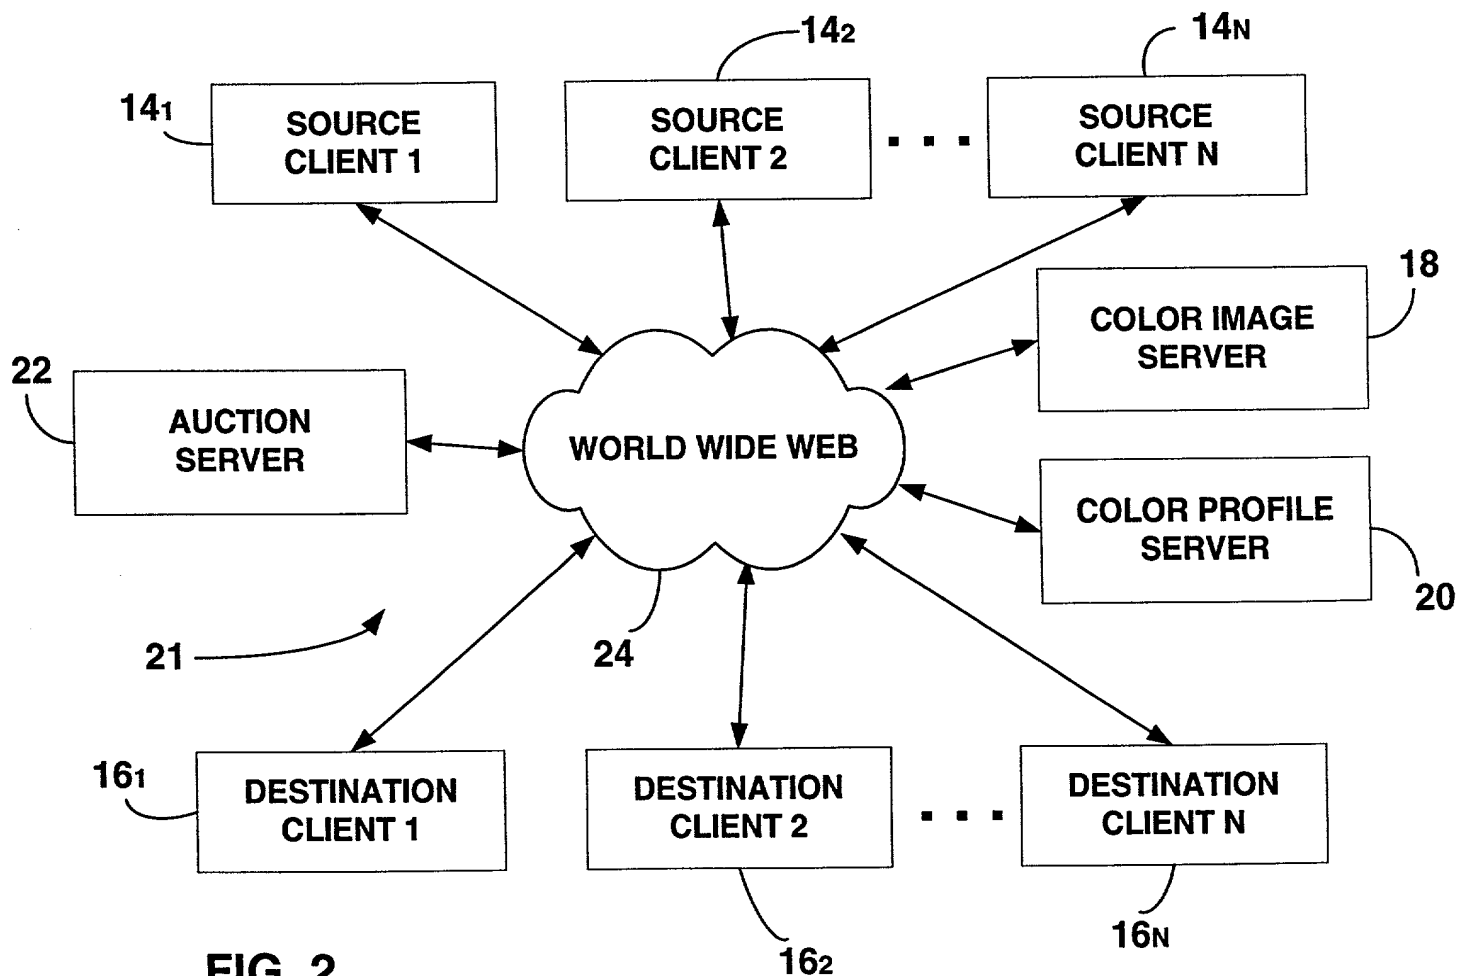 14₂
14N
14₁
SOURCE
CLIENT 1
SOURCE
CLIENT 2
SOURCE
CLIENT N
18
COLOR IMAGE
SERVER
22
AUCTION
SERVER
WORLD WIDE WEB
COLOR PROFILE
SERVER
20
21
24
16₁
DESTINATION
CLIENT 1
DESTINATION
CLIENT 2
DESTINATION
CLIENT N
16₂
16N
FIG. 2